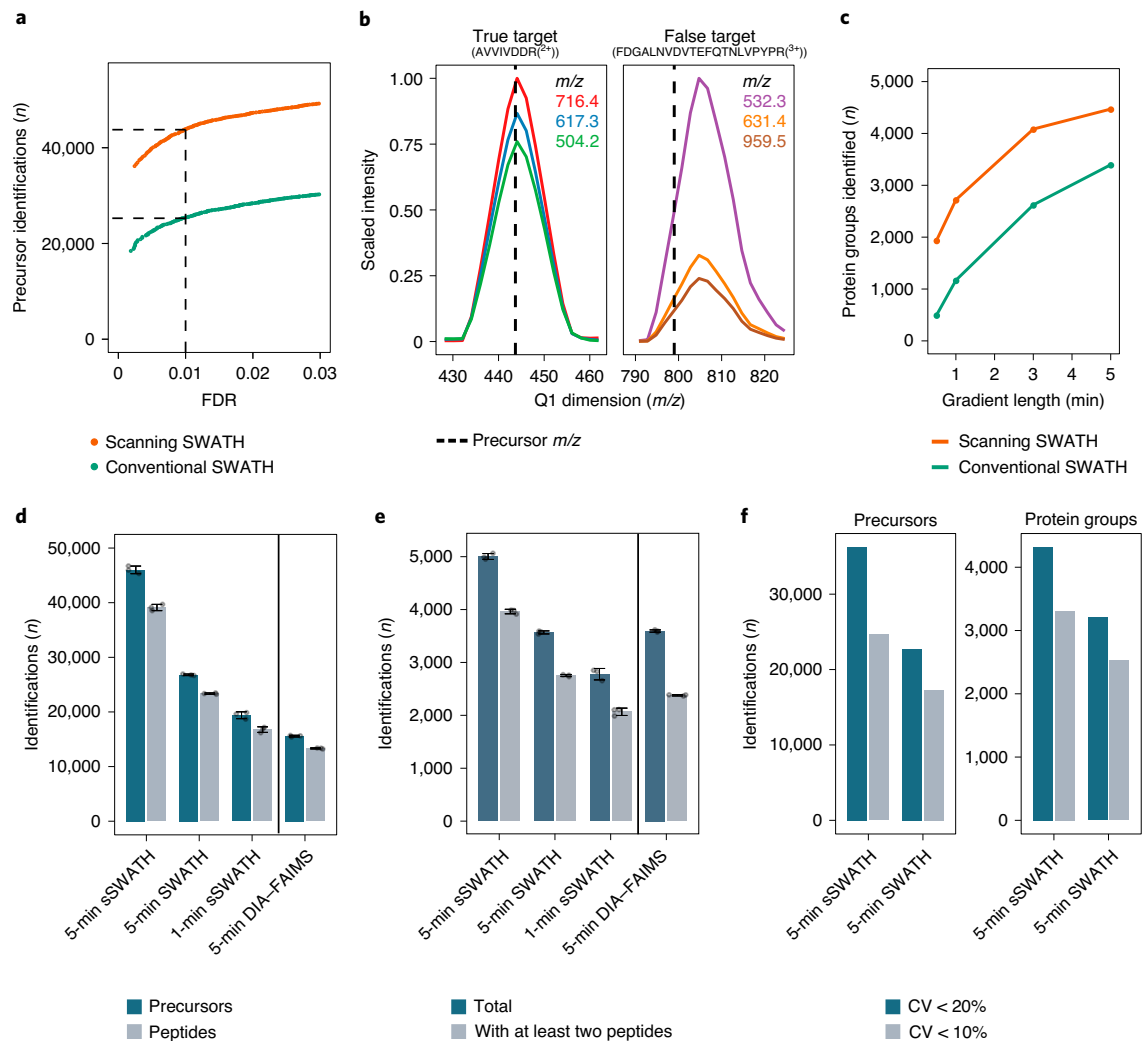 a
Precursor identifications (n)
40,000
20,000
0
0
0.01
0.02
0.03
FDR
Scanning SWATH
Conventional SWATH
b
True target
(AVVIVDDR(2+))
False target
(FDGALNVDVTEFQTNLVPYPR(3+))
Scaled intensity
1.00
0.75
0.50
0.25
0
m/z
716.4
617.3
504.2
m/z
532.3
631.4
959.5
430
440
450
460
790
800
810
820
Q1 dimension (m/z)
Precursor m/z
c
Protein groups identified (n)
5,000
4,000
3,000
2,000
1,000
0
1
2
3
4
5
Gradient length (min)
Scanning SWATH
Conventional SWATH
d
Identifications (n)
50,000
40,000
30,000
20,000
10,000
0
5-min sSWATH
5-min SWATH
1-min sSWATH
5-min DIA–FAIMS
Precursors
Peptides
e
Identifications (n)
5,000
4,000
3,000
2,000
1,000
0
5-min sSWATH
5-min SWATH
1-min sSWATH
5-min DIA–FAIMS
Total
With at least two peptides
f
Precursors
Protein groups
Identifications (n)
30,000
20,000
10,000
0
5-min sSWATH
5-min SWATH
4,000
3,000
2,000
1,000
0
5-min sSWATH
5-min SWATH
CV < 20%
CV < 10%